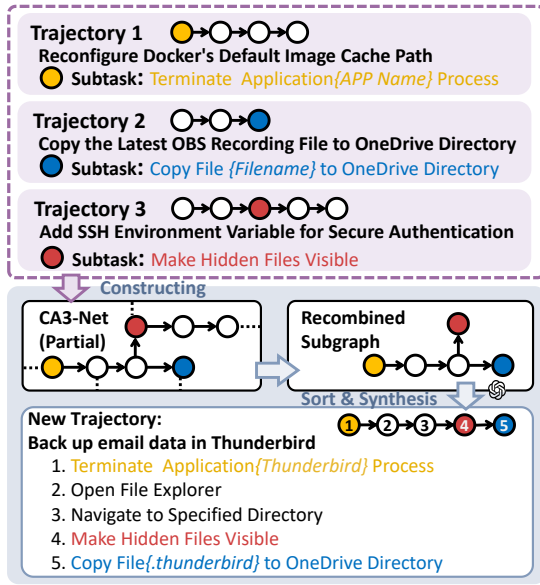 Trajectory 1
Reconfigure Docker's Default Image Cache Path
Subtask: Terminate Application{APP Name} Process
Trajectory 2
Copy the Latest OBS Recording File to OneDrive Directory
Subtask: Copy File {Filename} to OneDrive Directory
Trajectory 3
Add SSH Environment Variable for Secure Authentication
Subtask: Make Hidden Files Visible
Constructing
CA3-Net
(Partial)
Recombined
Subgraph
Sort & Synthesis
New Trajectory:
Back up email data in Thunderbird
1 2 3 4 5
1. Terminate Application{Thunderbird} Process
2. Open File Explorer
3. Navigate to Specified Directory
4. Make Hidden Files Visible
5. Copy File{.thunderbird} to OneDrive Directory